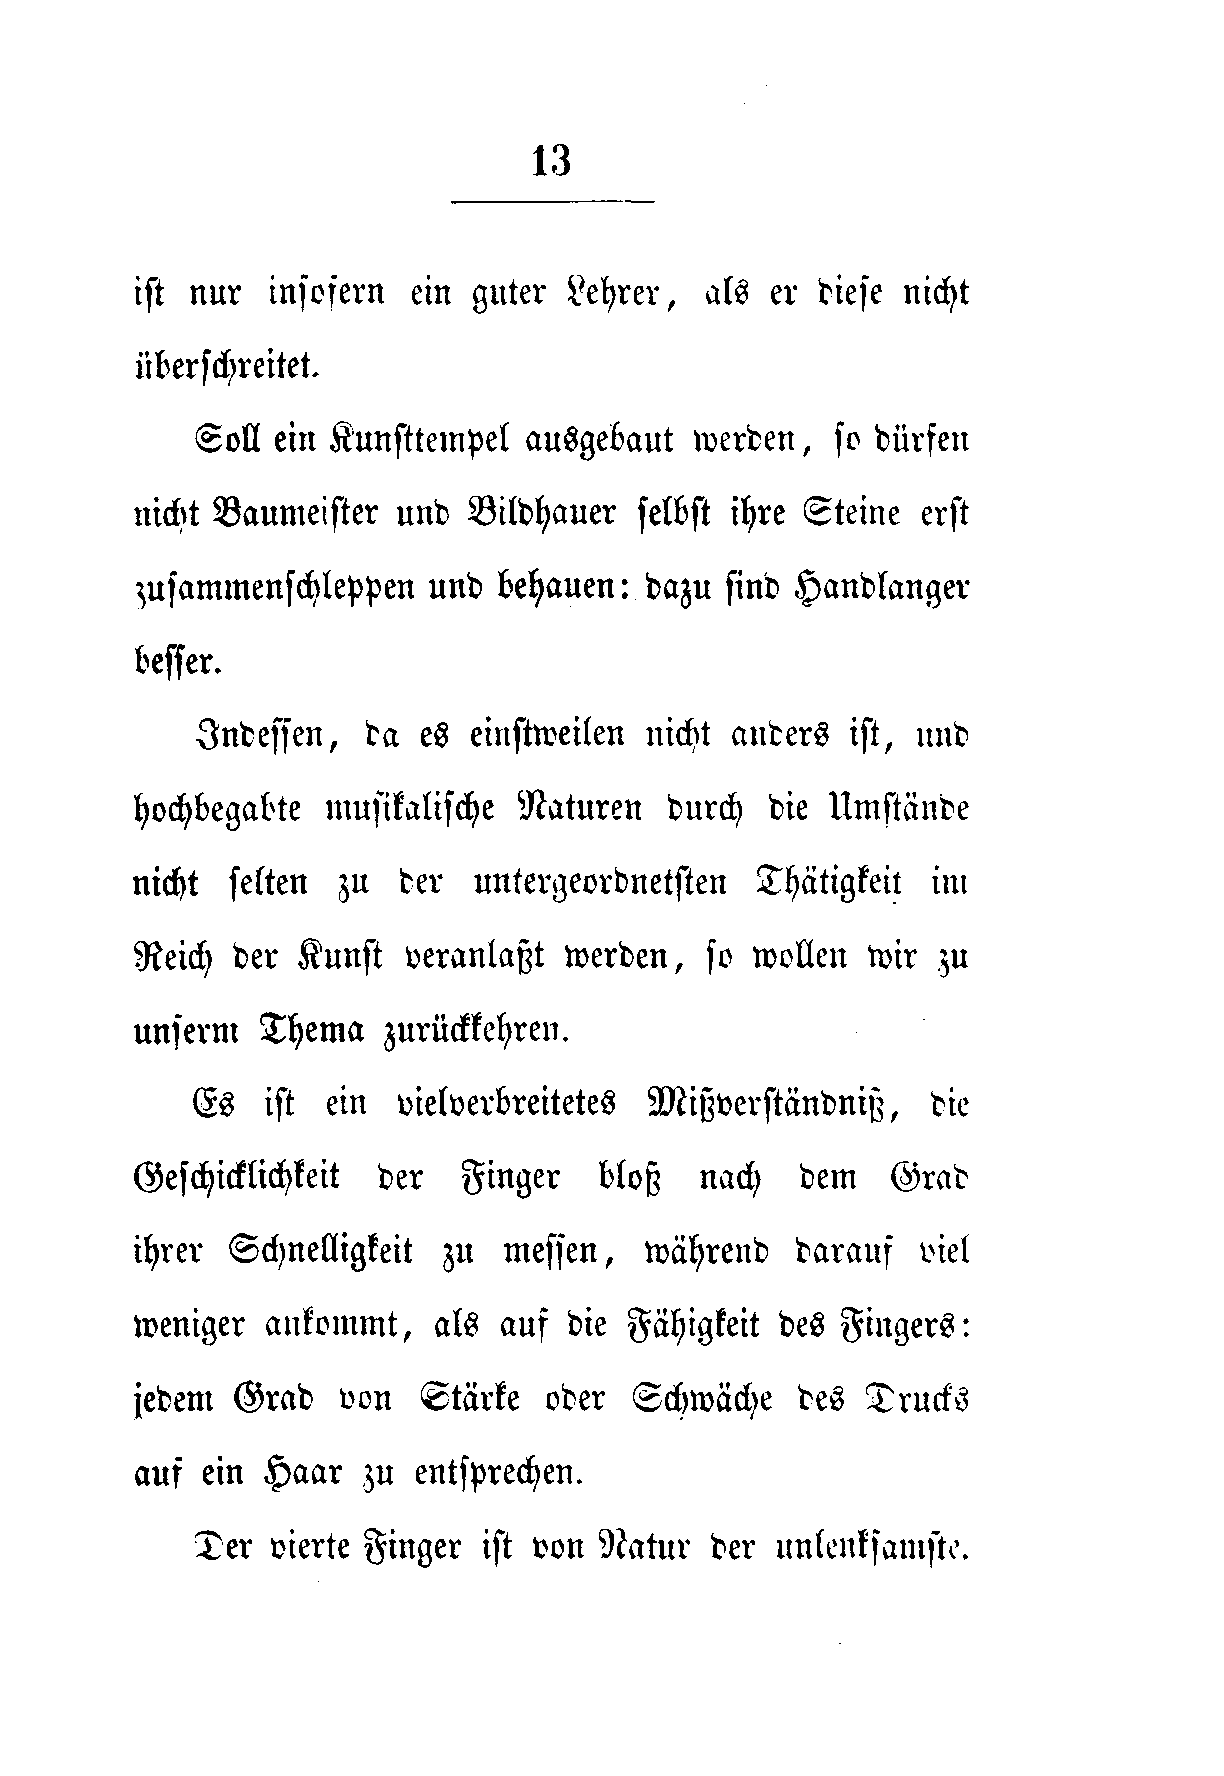 13
ist nur insofern ein guter Lehrer, als er diese nicht
überschreitet.
Soll ein Kunsttempel ausgebaut werden, so dürfen
nicht Baumeister und Bildhauer selbst ihre Steine erst
zusammenschleppen und behauen: dazu sind Handlanger
besser.
Indessen, da es einstweilen nicht anders ist, und
hochbegabte musikalische Naturen durch die Umstände
nicht selten zu der untergeordnetsten Thätigkeit im
Reich der Kunst veranlaßt werden, so wollen wir zu
unserm Thema zurückkehren.
Es ist ein vielverbreitetes Mißverständniß, die
Geschicklichkeit der Finger bloß nach dem Grad
ihrer Schnelligkeit zu messen, während darauf viel
weniger ankommt, als auf die Fähigkeit des Fingers:
jedem Grad von Stärke oder Schwäche des Drucks
auf ein Haar zu entsprechen.
Der vierte Finger ist von Natur der unlenksamste.